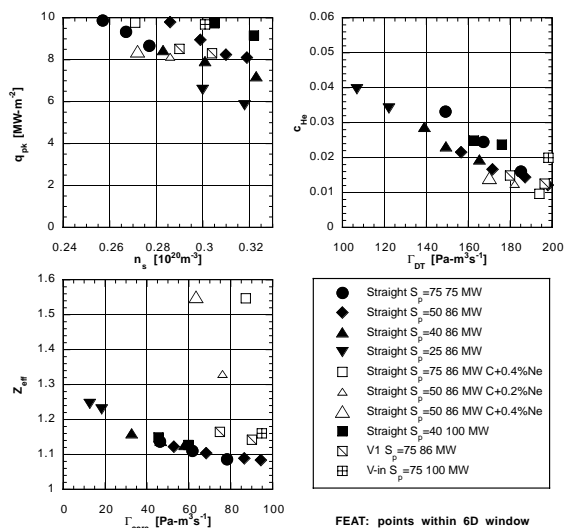 10
8
6
4
2
0
q_pk [MW-m⁻²]
0.24 0.26 0.28 0.3 0.32
n_s [10²⁰m⁻³]
0.06
0.05
0.04
0.03
0.02
0.01
0
c_He
100 120 140 160 180 200
Γ_DT [Pa-m³s⁻¹]
1.6
1.5
1.4
1.3
1.2
1.1
1
Z_eff
0 20 40 60 80 100
Γ_core [Pa-m³s⁻¹]
Straight S_p=75 75 MW
Straight S_p=50 86 MW
Straight S_p=40 86 MW
Straight S_p=25 86 MW
Straight S_p=75 86 MW C+0.4%Ne
Straight S_p=50 86 MW C+0.2%Ne
Straight S_p=50 86 MW C+0.4%Ne
Straight S_p=40 100 MW
V1 S_p=75 86 MW
V-in S_p=75 100 MW
FEAT: points within 6D window